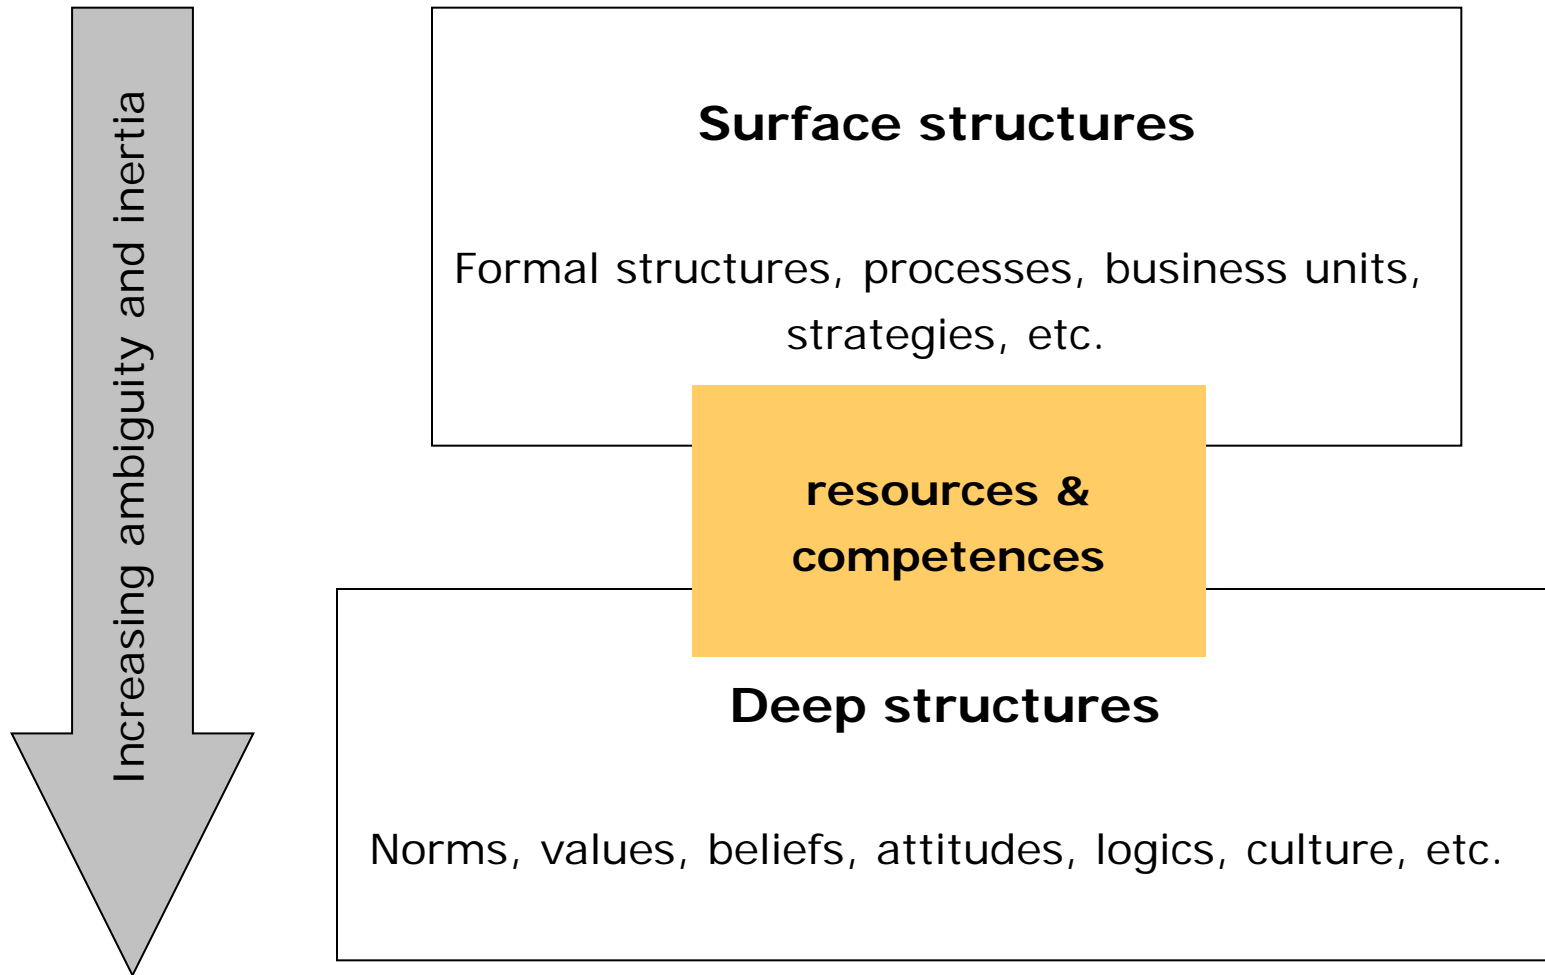 Increasing ambiguity and inertia
Surface structures
Formal structures, processes, business units,
strategies, etc.
resources &
competences
Deep structures
Norms, values, beliefs, attitudes, logics, culture, etc.